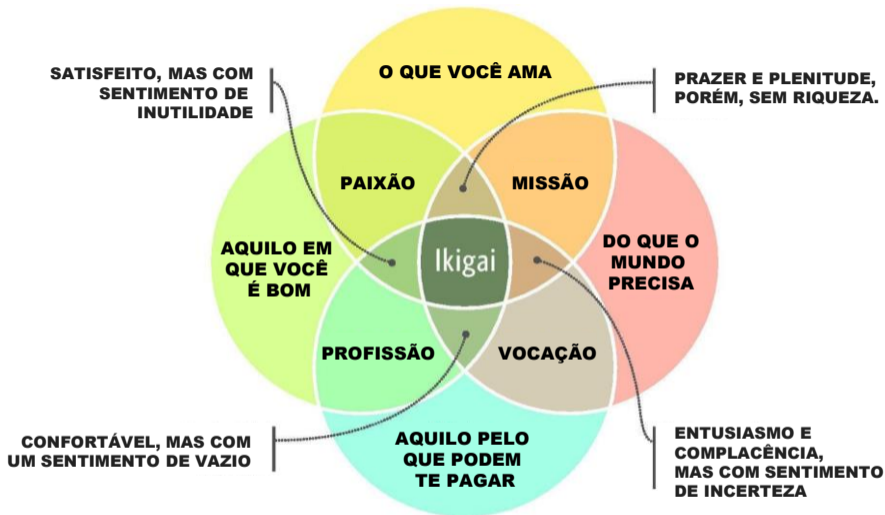 O QUE VOCÊ AMA
SATISFEITO, MAS COM
SENTIMENTO DE
INUTILIDADE
PRAZER E PLENITUDE,
PORÉM, SEM RIQUEZA.
PAIXÃO
MISSÃO
AQUILO EM
QUE VOCÊ
É BOM
Ikigai
DO QUE O
MUNDO
PRECISA
PROFISSÃO
VOCAÇÃO
CONFORTÁVEL, MAS COM
UM SENTIMENTO DE VAZIO
AQUILO PELO
QUE PODEM
TE PAGAR
ENTUSIASMO E
COMPLACÊNCIA,
MAS COM SENTIMENTO
DE INCERTEZA